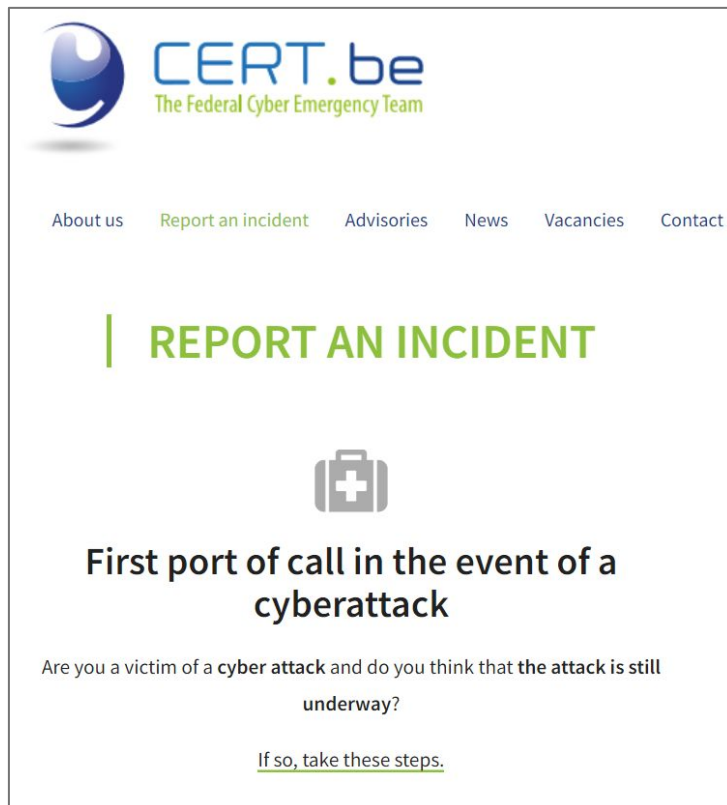 CERT.be
The Federal Cyber Emergency Team
About us Report an incident Advisories News Vacancies Contact
REPORT AN INCIDENT
First port of call in the event of a
cyberattack
Are you a victim of a cyber attack and do you think that the attack is still
underway?
If so, take these steps.